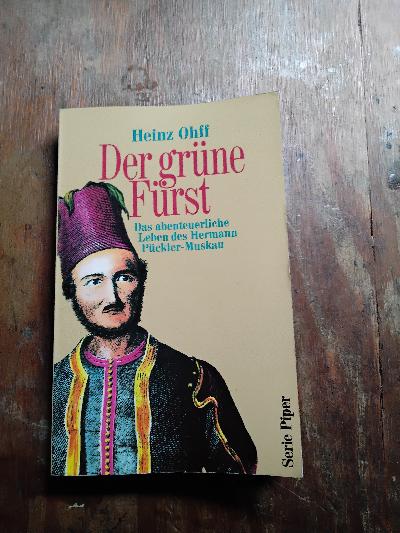 Heinz Ohff
Der grüne
Fürst
Das abenteuerliche
Leben des Hermann
Pückler-Muskau
Serie Piper